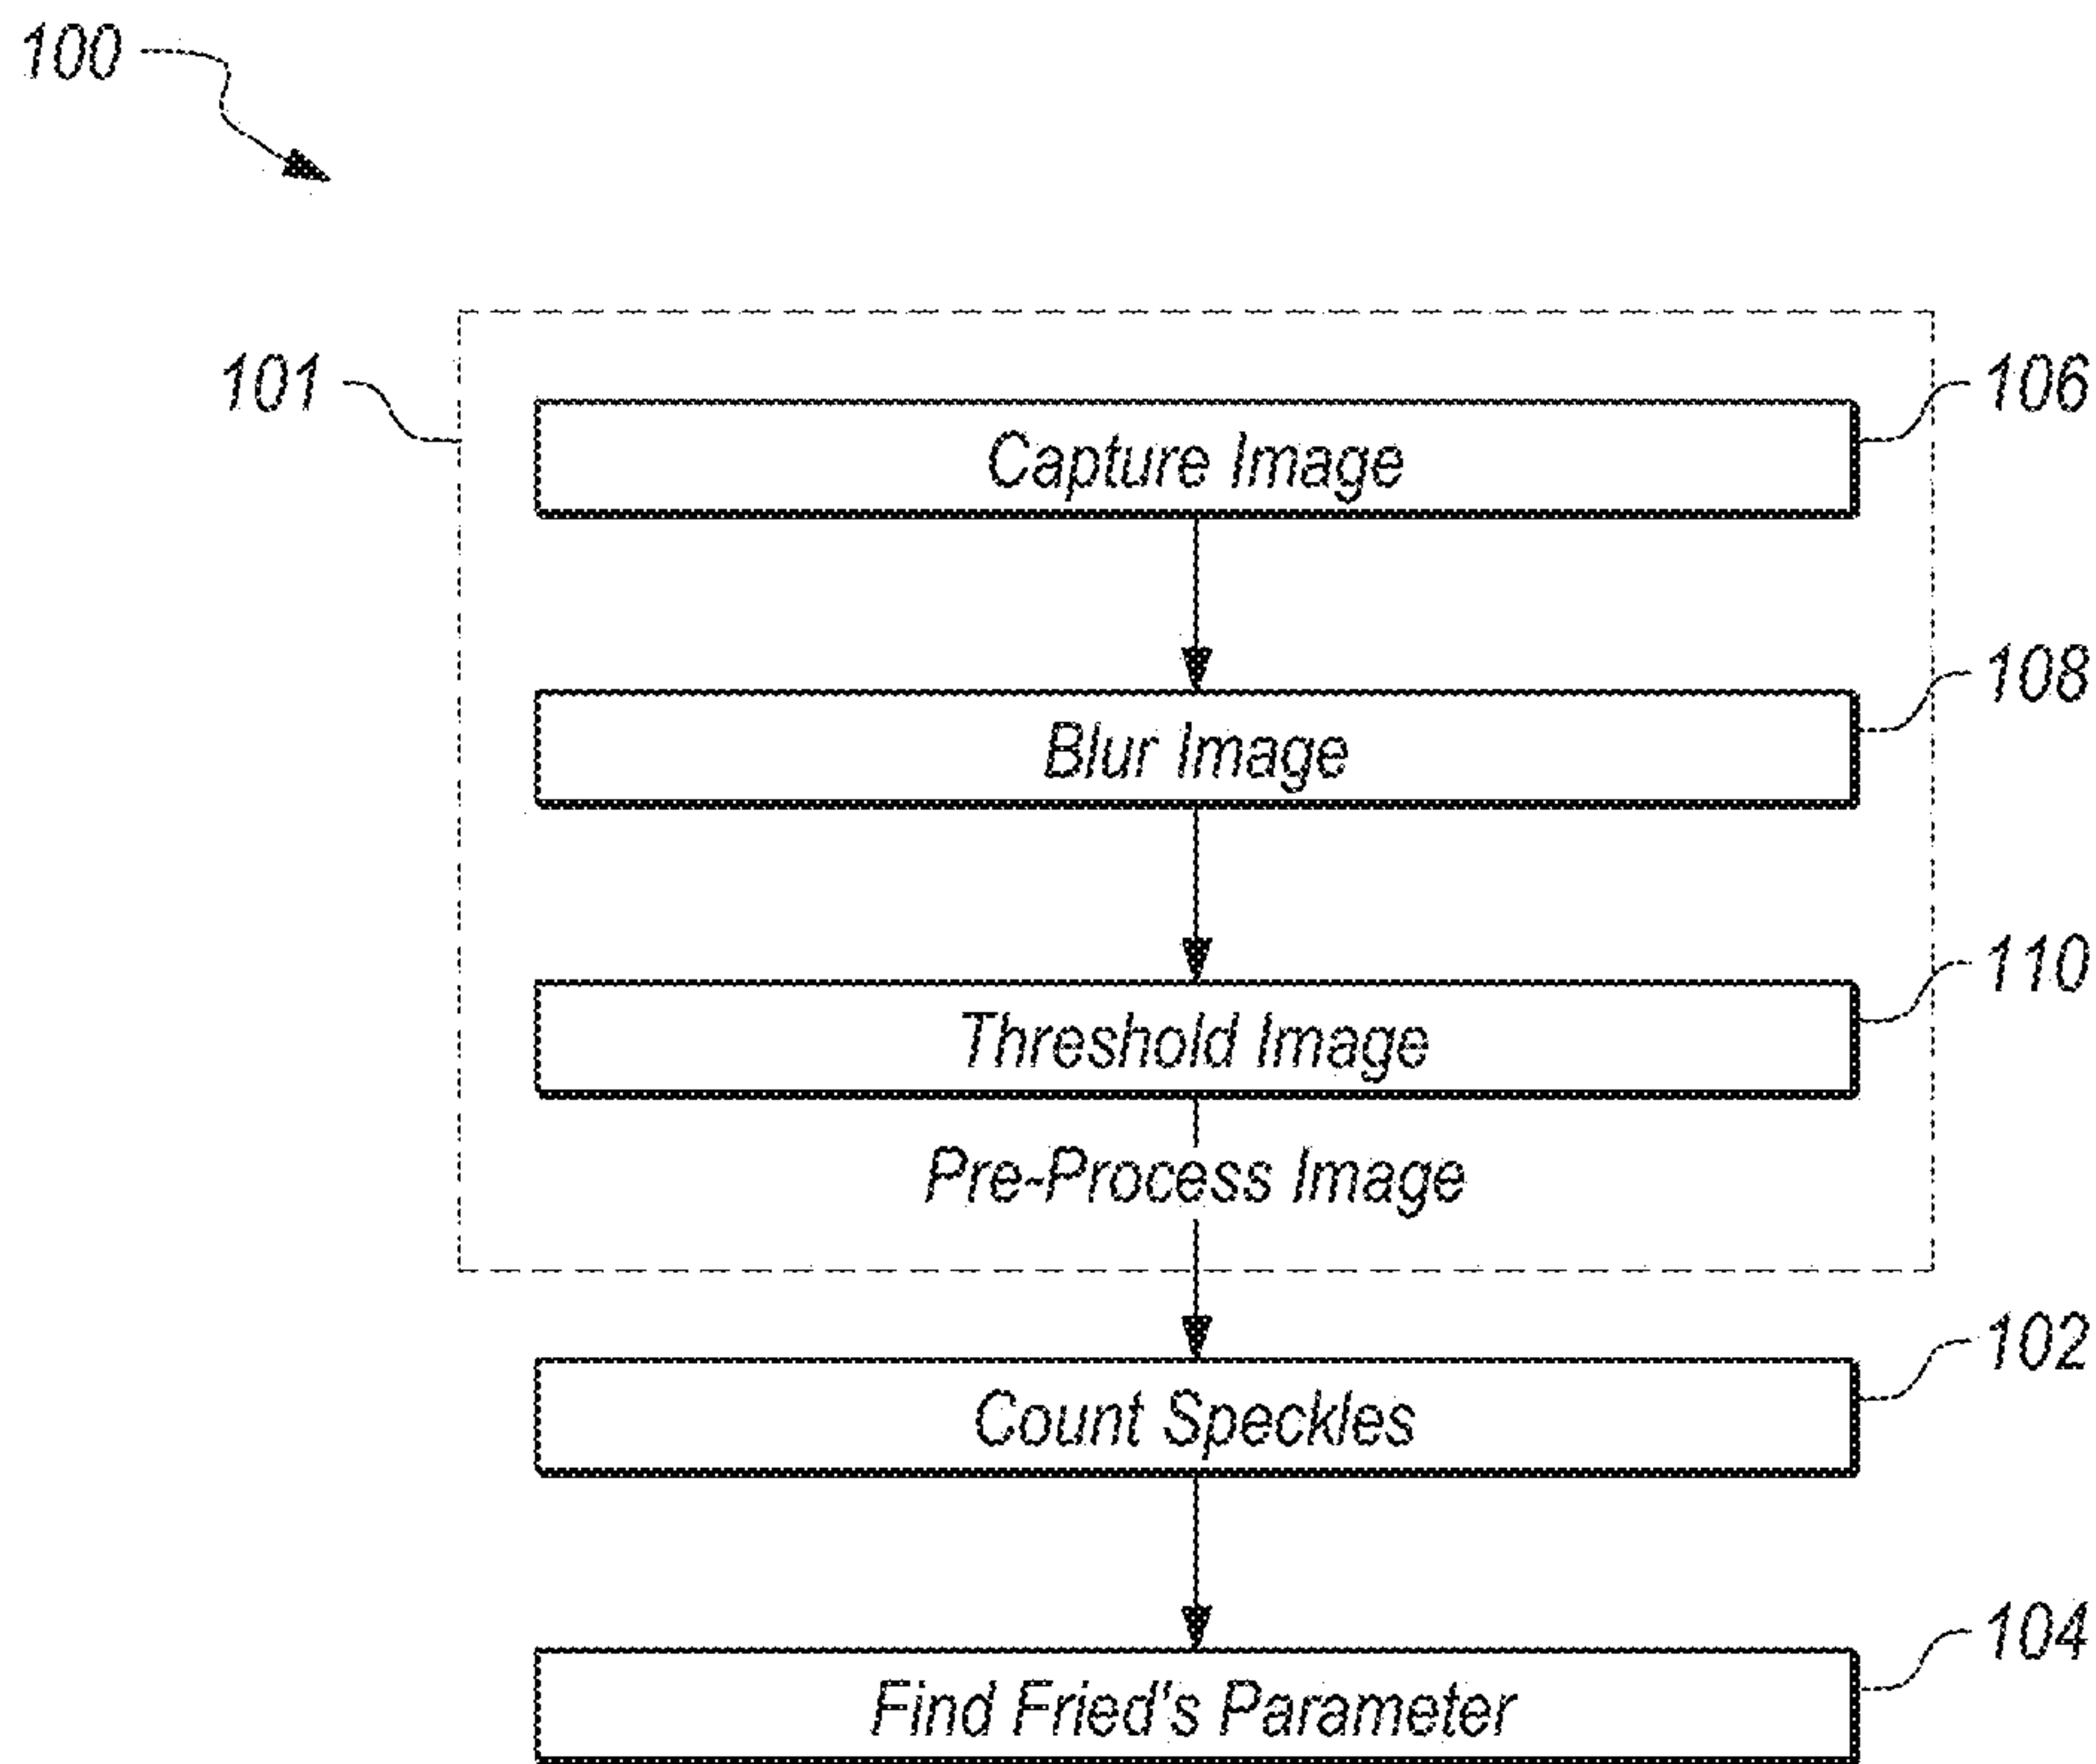 100
101
106
Capture Image
108
Blur Image
110
Threshold Image
Pre-Process Image
102
Count Speckles
104
Find Fried's Parameter